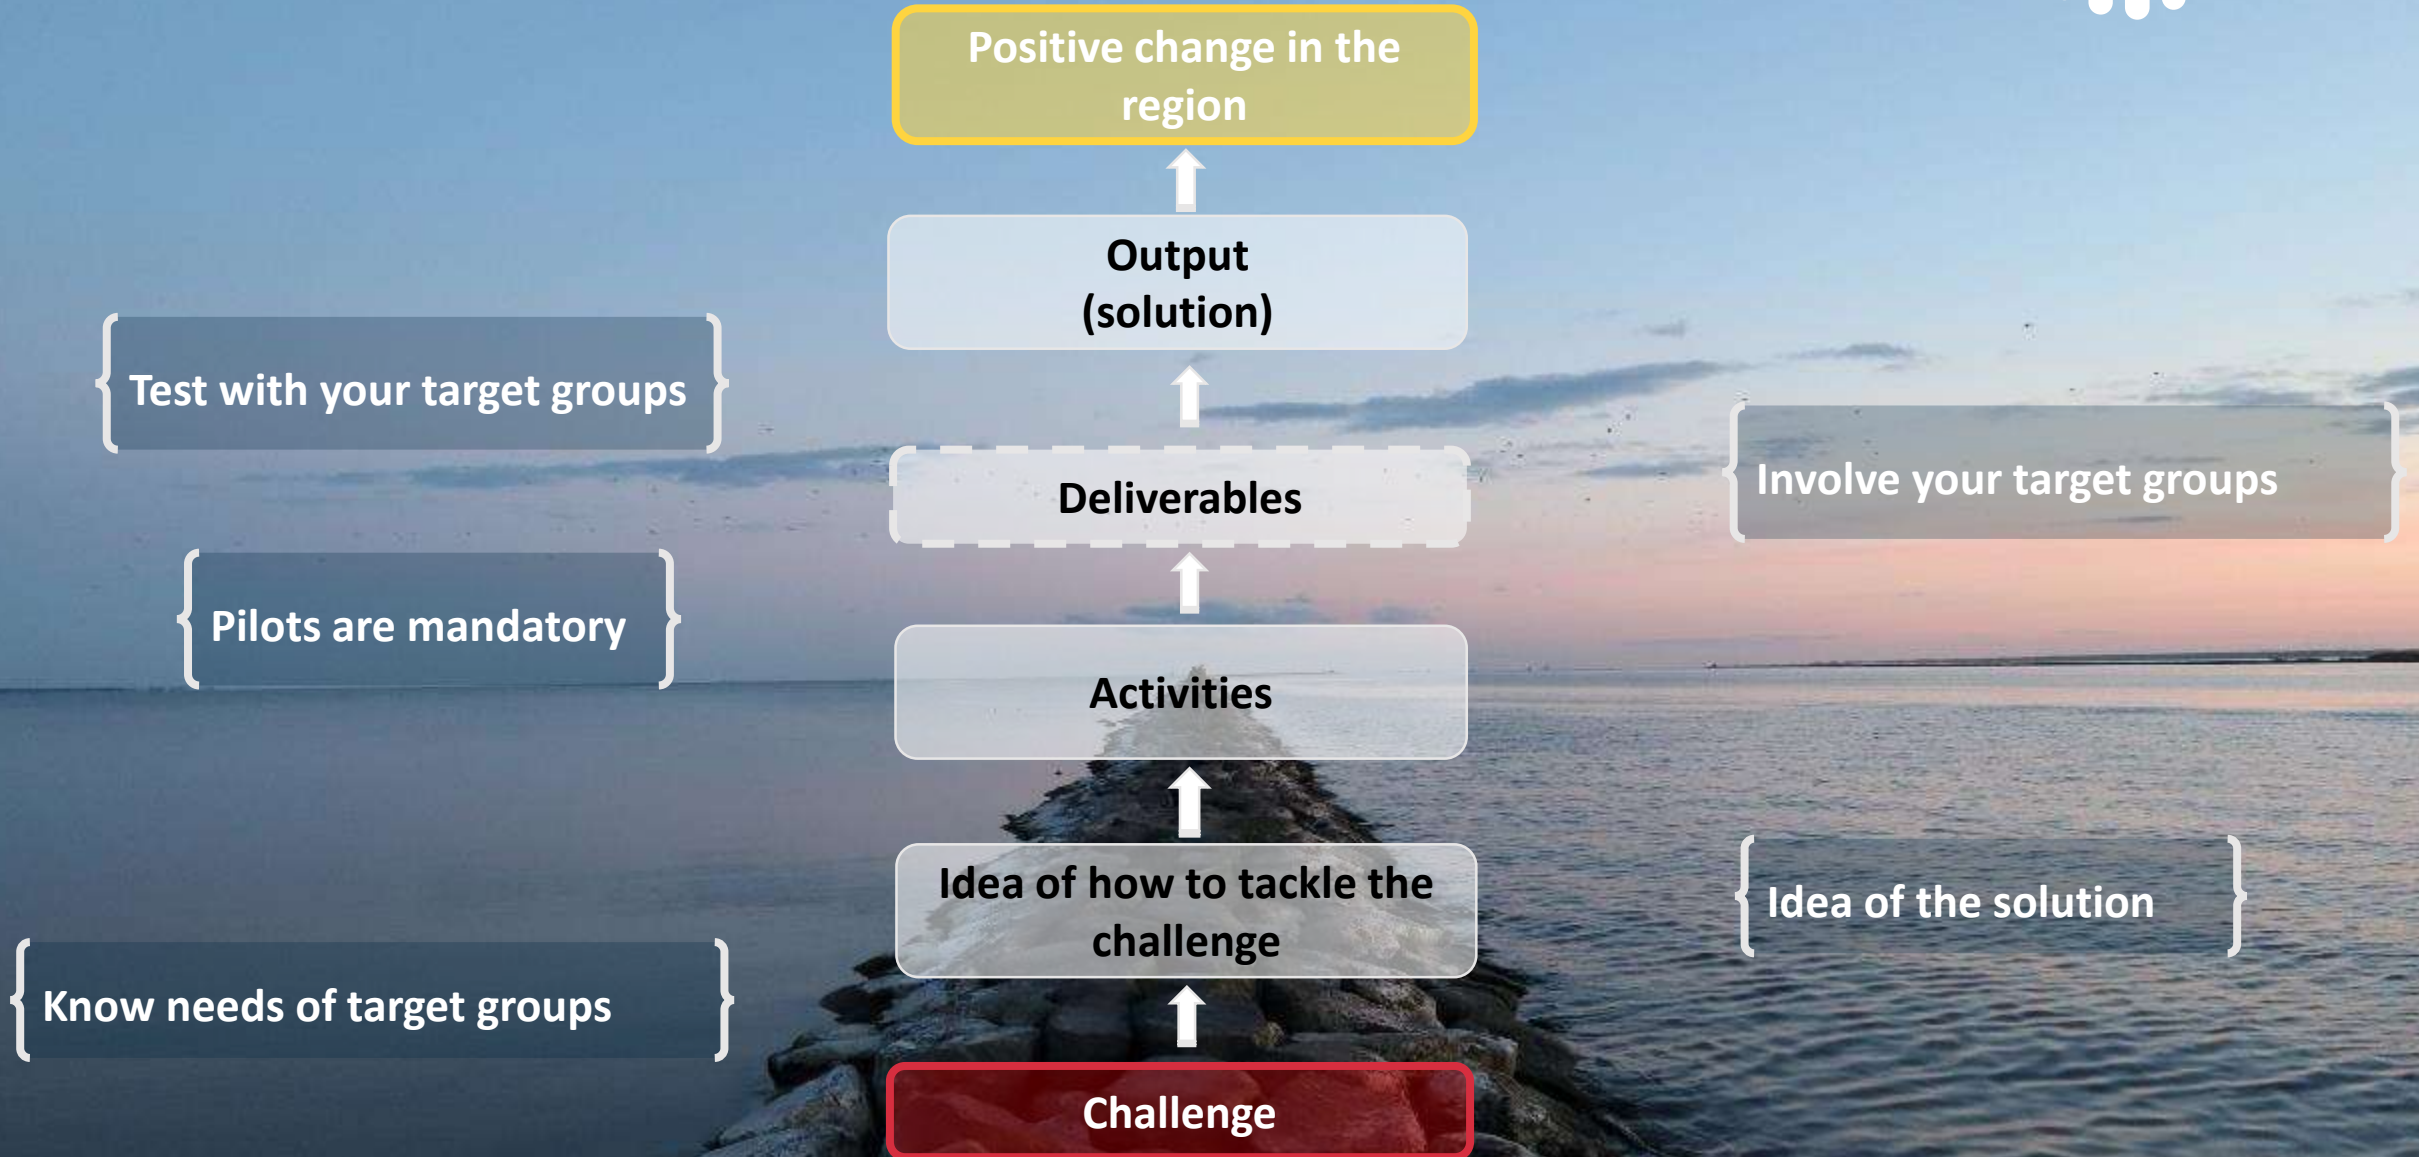 Positive change in the
region
Output
(solution)
Test with your target groups
Involve your target groups
Deliverables
Pilots are mandatory
Activities
Idea of how to tackle the
challenge
Idea of the solution
Know needs of target groups
Challenge